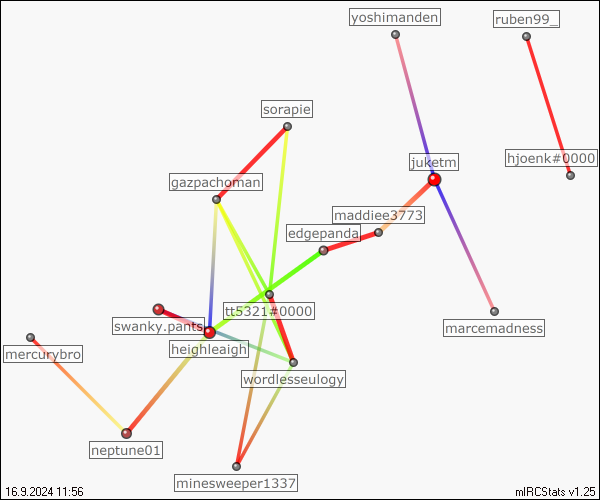 yoshimanden
ruben99_
sorapie
hjoenk#0000
juketm
gazpachoman
maddiee3773
edgepanda
tt5321#0000
swanky.pants
heighleaigh
marcemadness
mercurybro
wordlesseulogy
neptune01
minesweeper1337
16.9.2024 11:56
mIRCStats v1.25